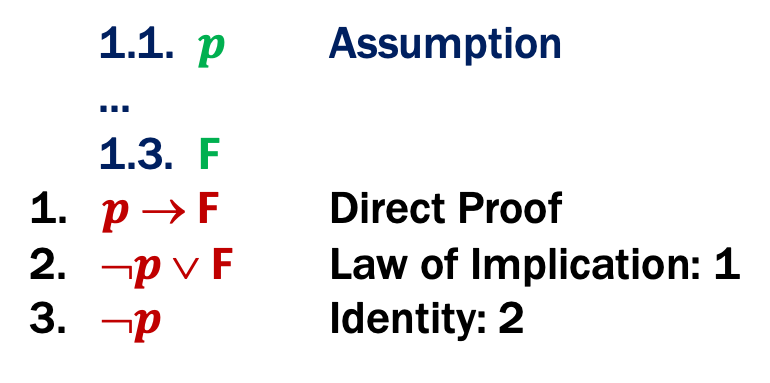 1.1. p Assumption
...
1.3. F
1. p → F Direct Proof
2. ¬p ∨ F Law of Implication: 1
3. ¬p Identity: 2